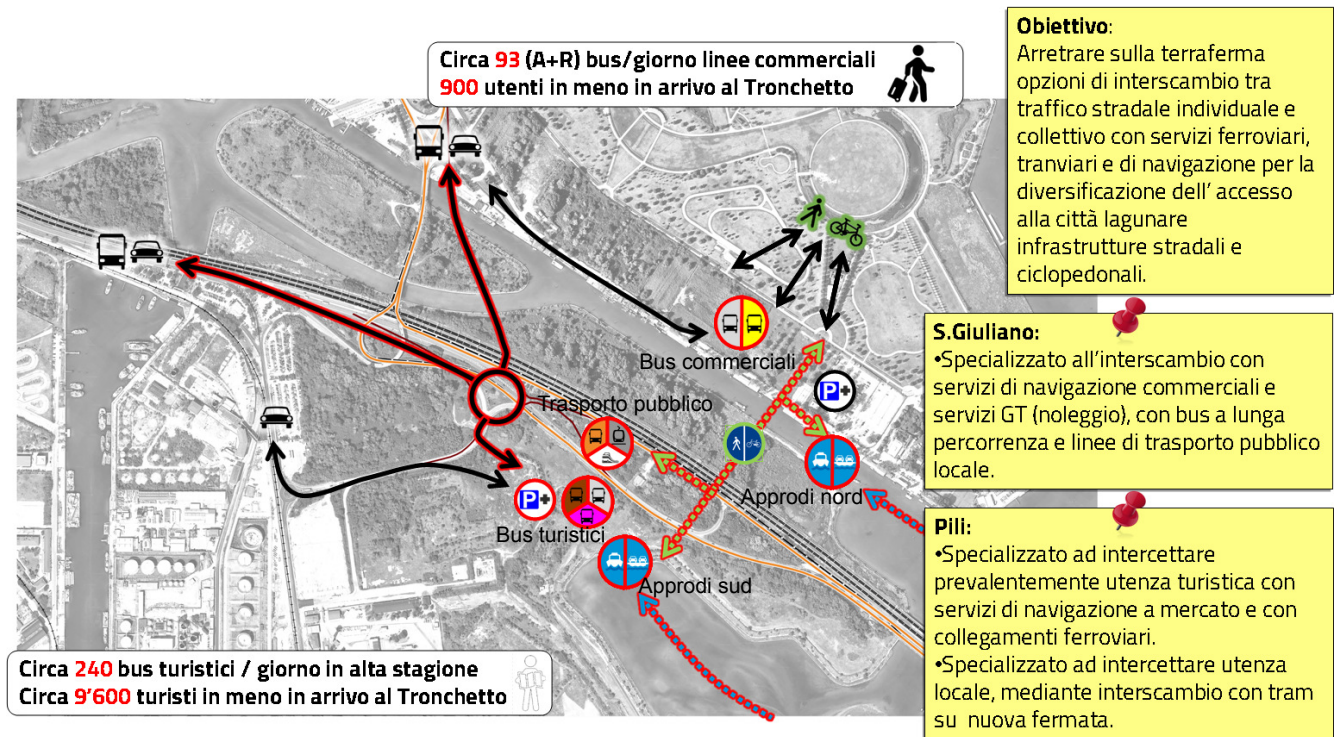 Circa 93 (A+R) bus/giorno linee commerciali
900 utenti in meno in arrivo al Tronchetto
Obiettivo:
Arretrare sulla terraferma
opzioni di interscambio tra
traffico stradale individuale e
collettivo con servizi ferroviari,
tranviari e di navigazione per la
diversificazione dell' accesso
alla città lagunare
infrastrutture stradali e
ciclopedonali.
S.Giuliano:
•Specializzato all'interscambio con
servizi di navigazione commerciali e
servizi GT (noleggio), con bus a lunga
percorrenza e linee di trasporto pubblico
locale.
Pili:
•Specializzato ad intercettare
prevalentemente utenza turistica con
servizi di navigazione a mercato e con
collegamenti ferroviari.
•Specializzato ad intercettare utenza
locale, mediante interscambio con tram
su nuova fermata.
Bus commerciali
P+
Trasporto pubblico
Approdi nord
P+
Bus turistici
Approdi sud
Circa 240 bus turistici / giorno in alta stagione
Circa 9'600 turisti in meno in arrivo al Tronchetto